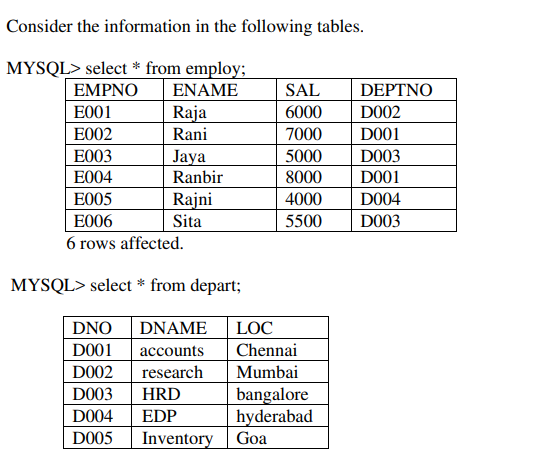 Consider the information in the following tables.
MYSQL> select * from employ;
EMPNO ENAME SAL DEPTNO
E001 Raja 6000 D002
E002 Rani 7000 D001
E003 Jaya 5000 D003
E004 Ranbir 8000 D001
E005 Rajni 4000 D004
E006 Sita 5500 D003
6 rows affected.
MYSQL> select * from depart;
DNO DNAME LOC
D001 accounts Chennai
D002 research Mumbai
D003 HRD bangalore
D004 EDP hyderabad
D005 Inventory Goa